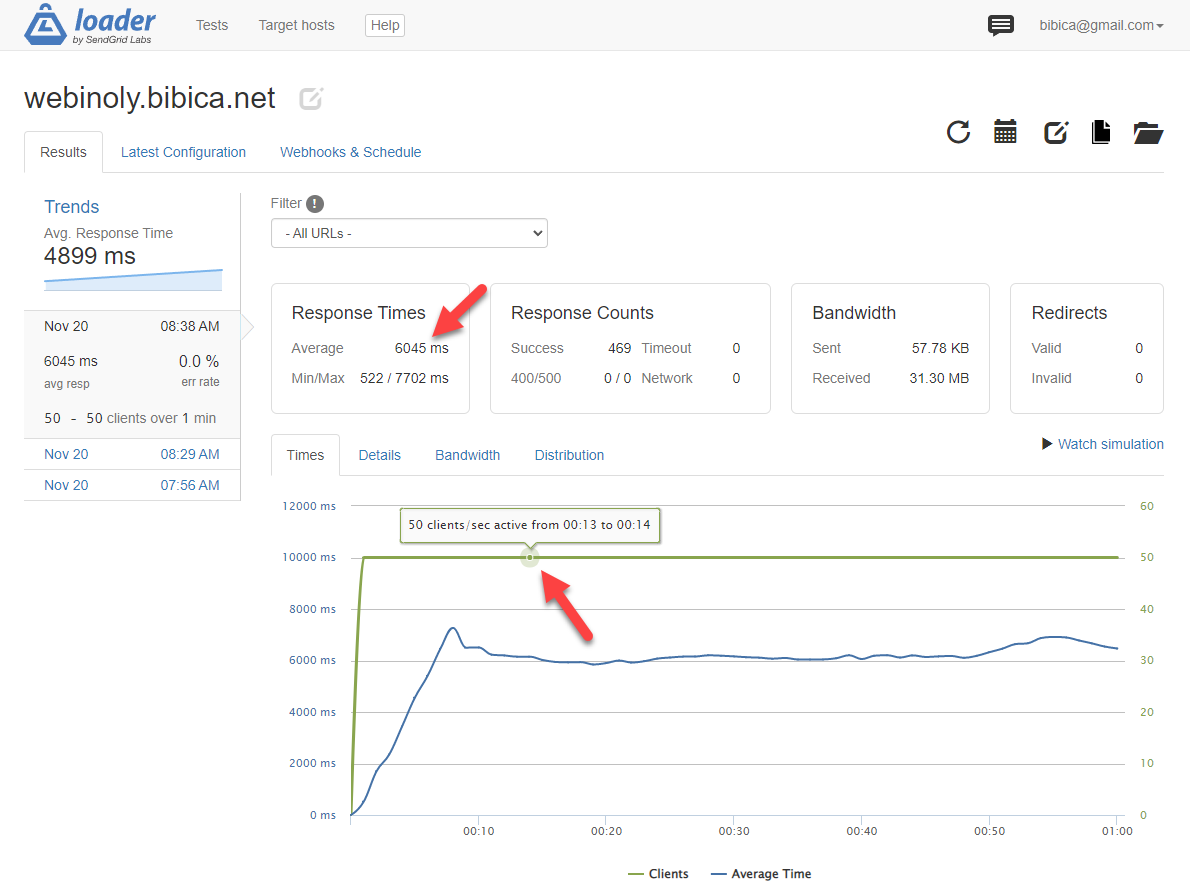 loader
by SendGrid Labs
Tests Target hosts Help bibica@gmail.com
webinoly.bibica.net
Results Latest Configuration Webhooks & Schedule
Trends
Avg. Response Time
4899 ms
Nov 20 08:38 AM
6045 ms 0.0 %
avg resp err rate
50 - 50 clients over 1 min
Nov 20 08:29 AM
Nov 20 07:56 AM
Filter !
- All URLs -
Response Times
Average 6045 ms
Min/Max 522 / 7702 ms
Response Counts
Success 469 Timeout 0
400/500 0 / 0 Network 0
Bandwidth
Sent 57.78 KB
Received 31.30 MB
Redirects
Valid 0
Invalid 0
Times Details Bandwidth Distribution
Watch simulation
12000 ms 60
50 clients/sec active from 00:13 to 00:14
10000 ms 50
8000 ms 40
6000 ms 30
4000 ms 20
2000 ms 10
0 ms 0
00:10 00:20 00:30 00:40 00:50 01:00
Clients Average Time